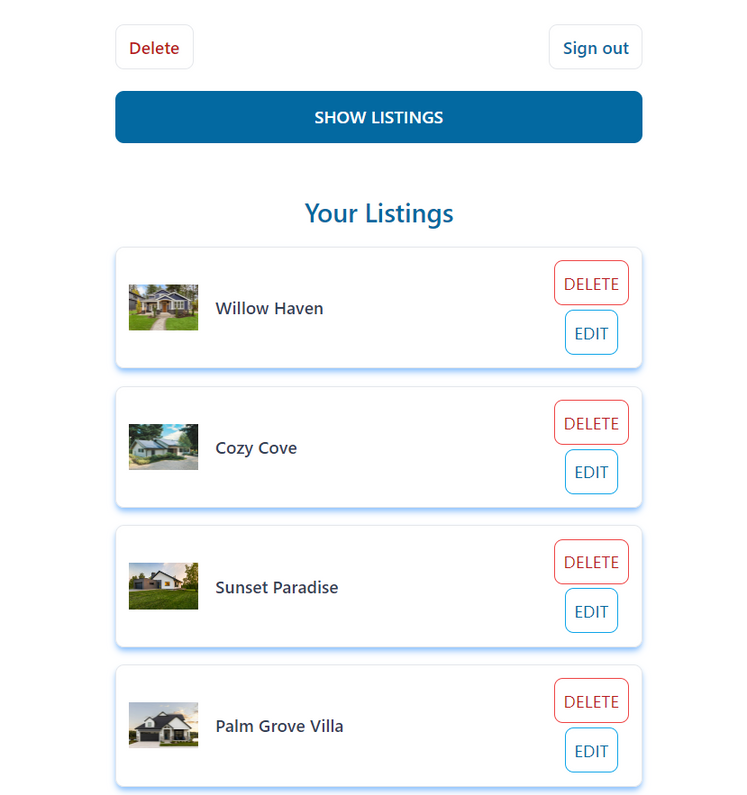 Delete
Sign out
SHOW LISTINGS
Your Listings
Willow Haven
DELETE
EDIT
Cozy Cove
DELETE
EDIT
Sunset Paradise
DELETE
EDIT
Palm Grove Villa
DELETE
EDIT